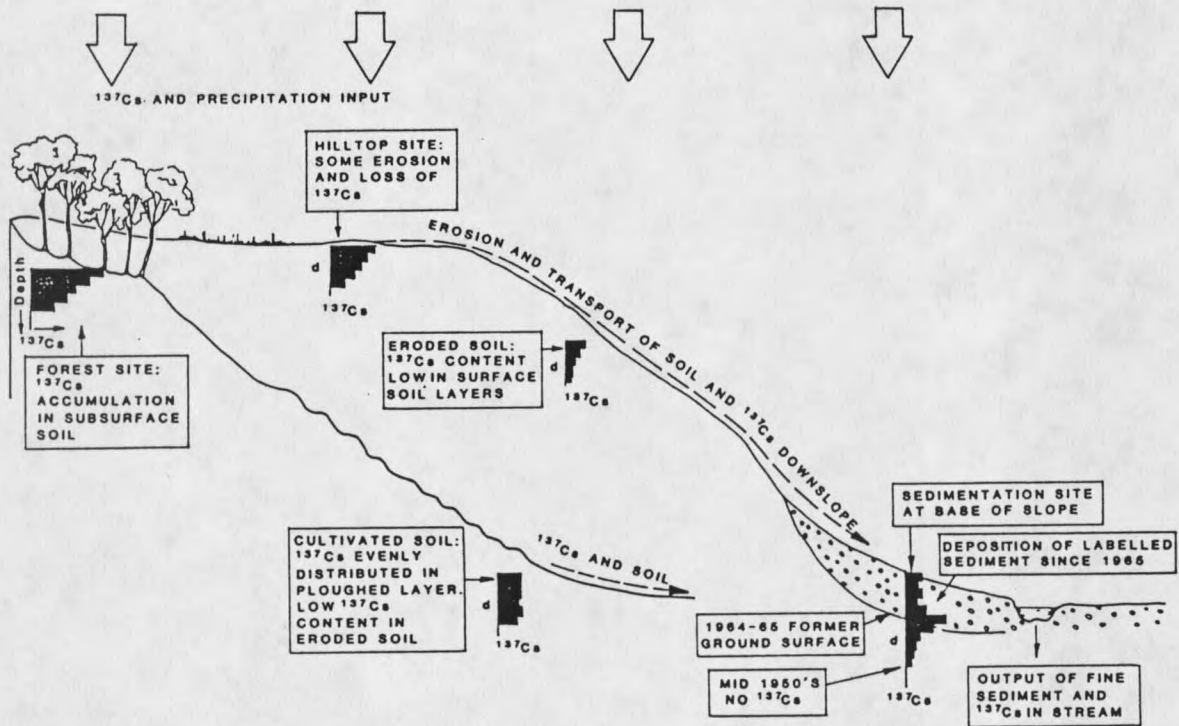 ¹³⁷Cs AND PRECIPITATION INPUT
HILLTOP SITE:
SOME EROSION
AND LOSS OF
¹³⁷Cs
EROSION AND TRANSPORT OF SOIL AND ¹³⁷Cs DOWNSLOPE
Depth
¹³⁷Cs
d
¹³⁷Cs
FOREST SITE:
¹³⁷Cs
ACCUMULATION
IN SUBSURFACE
SOIL
ERODED SOIL:
¹³⁷Cs CONTENT
LOW IN SURFACE
SOIL LAYERS
d
¹³⁷Cs
CULTIVATED SOIL:
¹³⁷Cs EVENLY
DISTRIBUTED IN
PLOUGHED LAYER.
LOW ¹³⁷Cs
CONTENT IN
ERODED SOIL
d
¹³⁷Cs
¹³⁷Cs AND SOIL
SEDIMENTATION SITE
AT BASE OF SLOPE
DEPOSITION OF LABELLED
SEDIMENT SINCE 1965
1964-65 FORMER
GROUND SURFACE
d
MID 1950'S
NO ¹³⁷Cs
¹³⁷Cs
OUTPUT OF FINE
SEDIMENT AND
¹³⁷Cs IN STREAM